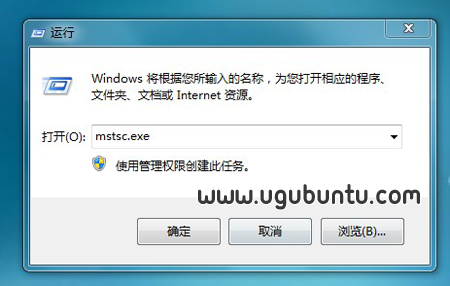 运行
Windows 将根据您所输入的名称，为您打开相应的程序、
文件夹、文档或 Internet 资源。
打开(O):
mstsc.exe
使用管理权限创建此任务。
www.ugubuntu.com
确定
取消
浏览(B)...